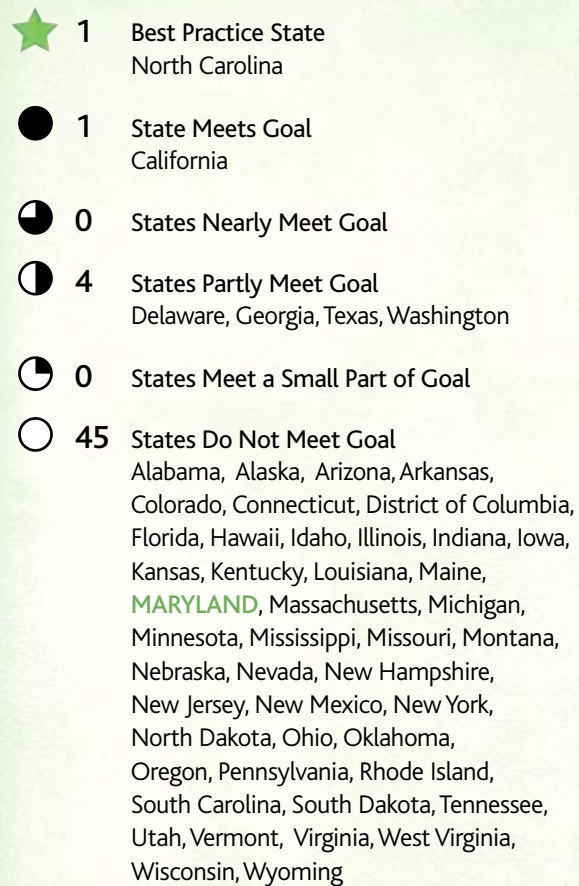 1 Best Practice State
North Carolina
1 State Meets Goal
California
0 States Nearly Meet Goal
4 States Partly Meet Goal
Delaware, Georgia, Texas, Washington
0 States Meet a Small Part of Goal
45 States Do Not Meet Goal
Alabama, Alaska, Arizona, Arkansas,
Colorado, Connecticut, District of Columbia,
Florida, Hawaii, Idaho, Illinois, Indiana, Iowa,
Kansas, Kentucky, Louisiana, Maine,
MARYLAND, Massachusetts, Michigan,
Minnesota, Mississippi, Missouri, Montana,
Nebraska, Nevada, New Hampshire,
New Jersey, New Mexico, New York,
North Dakota, Ohio, Oklahoma,
Oregon, Pennsylvania, Rhode Island,
South Carolina, South Dakota, Tennessee,
Utah, Vermont, Virginia, West Virginia,
Wisconsin, Wyoming